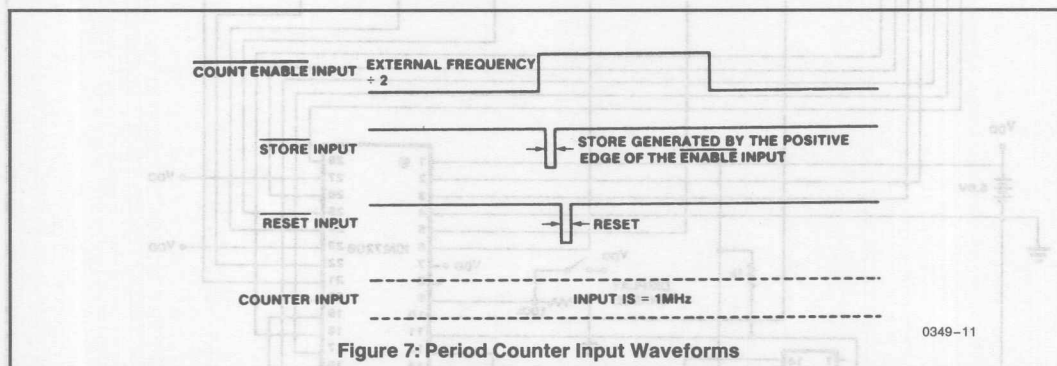 COUNT ENABLE INPUT EXTERNAL FREQUENCY
÷ 2
STORE INPUT
STORE GENERATED BY THE POSITIVE
EDGE OF THE ENABLE INPUT
RESET INPUT
RESET
COUNTER INPUT
INPUT IS = 1MHz
0349-11
Figure 7: Period Counter Input Waveforms